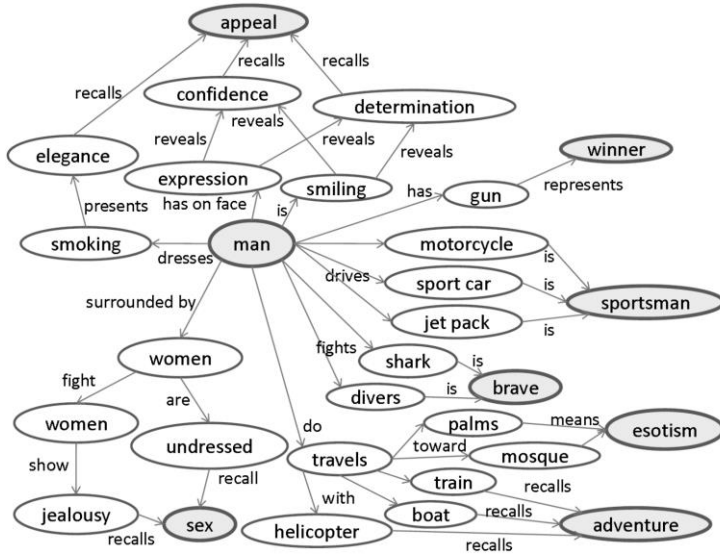 appeal
recalls
recalls
recalls
confidence
determination
reveals
reveals
reveals
reveals
elegance
winner
expression
smiling
has
gun
represents
presents
has on face
is
smoking
man
motorcycle
dresses
is
drives
sport car
is
sportsman
surrounded by
jet pack
is
fights
women
shark
is
fight
are
divers
is
brave
women
palms
means
esotism
do
undressed
travels
toward
mosque
show
recall
train
recalls
with
jealousy
sex
boat
recalls
adventure
recalls
helicopter
recalls